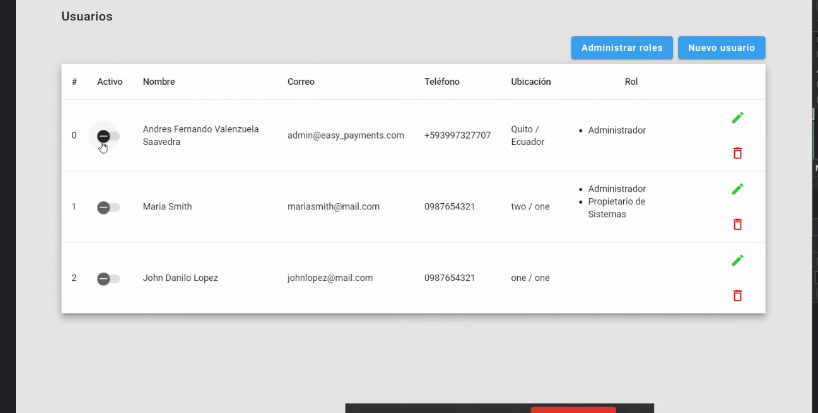 Usuarios
Administrar roles
Nuevo usuario
# Activo Nombre Correo Teléfono Ubicación Rol
0 Andres Fernando Valenzuela Saavedra admin@easy_payments.com +593997327707 Quito / Ecuador Administrador
1 Maria Smith mariasmith@mail.com 0987654321 two / one Administrador
Propietario de
Sistemas
2 John Danilo Lopez johnlopez@mail.com 0987654321 one / one